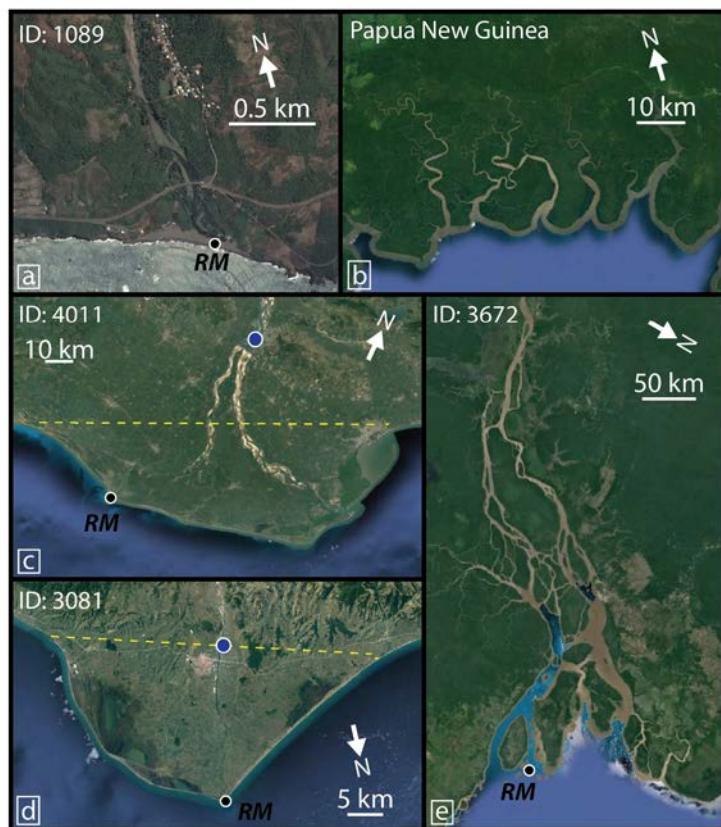 ID: 1089
N
0.5 km
RM
a
Papua New Guinea
N
10 km
b
ID: 4011
10 km
N
RM
c
ID: 3081
RM
N
5 km
d
ID: 3672
N
50 km
RM
e